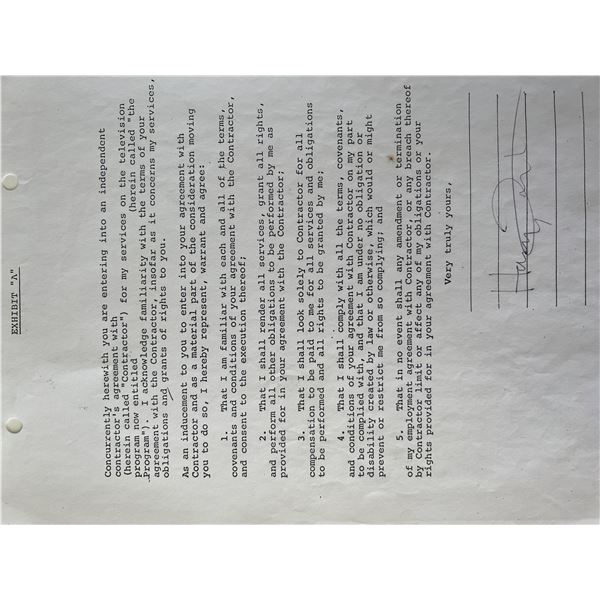 EXHIBIT "A"
Concurrently herewith you are entering into an independent
contractor's agreement with
(herein called "Contractor") for my services on the television
program now entitled (herein called "the
Program"). I acknowledge familiarity with the terms of your
agreement with the Contractor, insofar as it concerns my services,
obligations and grants of rights to you.
As an inducement to you to enter into your agreement with
Contractor and as a material part of the consideration moving
you to do so, I hereby represent, warrant and agree:
1. That I am familiar with each and all of the terms,
covenants and conditions of your agreement with the Contractor,
and consent to the execution thereof;
2. That I shall render all services, grant all rights,
and perform all other obligations to be performed by me as
provided for in your agreement with the Contractor;
3. That I shall look solely to Contractor for all
compensation to be paid to me for all services and obligations
to be performed and all rights to be granted by me;
4. That I shall comply with all the terms, covenants,
and conditions of your agreement with Contractor on my part
to be complied with, and that I am under no obligation or
disability created by law or otherwise, which would or might
prevent or restrict me from so complying; and
5. That in no event shall any amendment or termination
of my employment agreement with Contractor, or any breach thereof
by Contractor limit or affect any of my obligations or your
rights provided for in your agreement with Contractor.
Very truly yours,